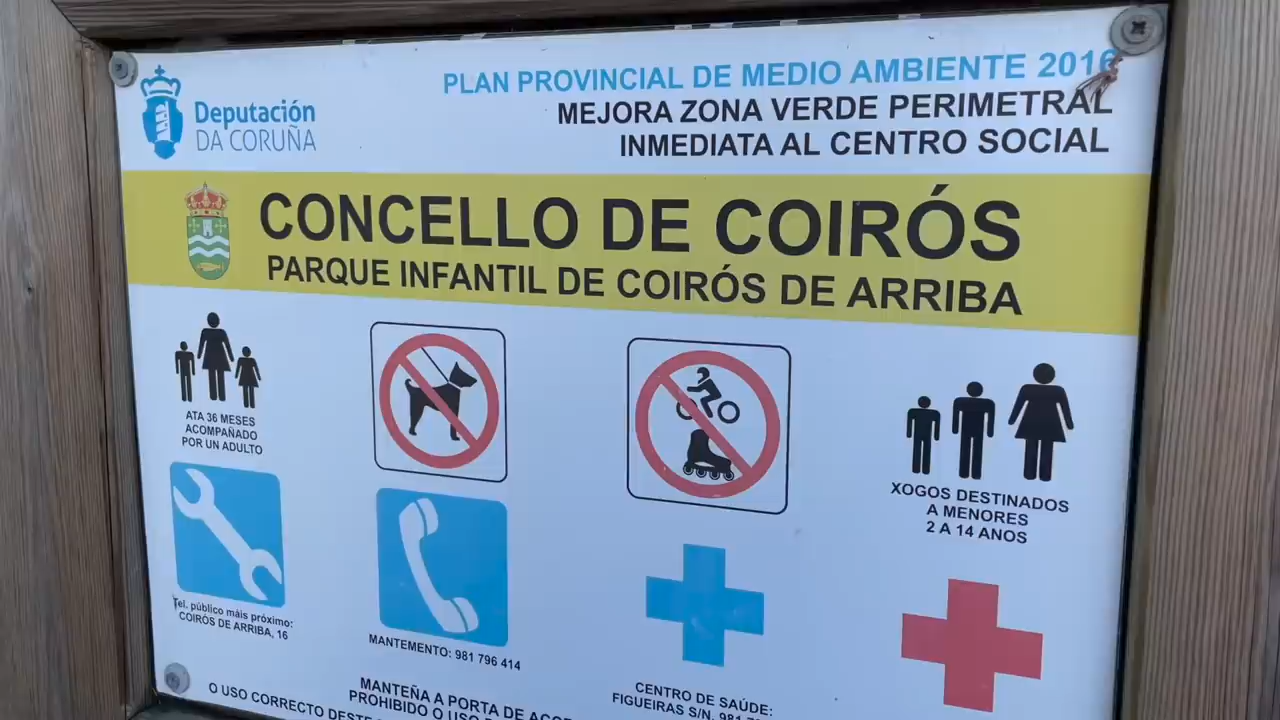 Deputación
DA CORUÑA
PLAN PROVINCIAL DE MEDIO AMBIENTE 2016
MEJORA ZONA VERDE PERIMETRAL
INMEDIATA AL CENTRO SOCIAL
CONCELLO DE COIRÓS
PARQUE INFANTIL DE COIRÓS DE ARRIBA
ATA 36 MESES
ACOMPAÑADO
POR UN ADULTO
XOGOS DESTINADOS
A MENORES
2 A 14 ANOS
Tel. público máis próximo:
COIRÓS DE ARRIBA, 16
MANTEMENTO: 981 796 414
CENTRO DE SAÚDE:
FIGUEIRAS S/N. 981
MANTEÑA A PORTA DE
PROHIBIDO O USO
O USO CORRECTO